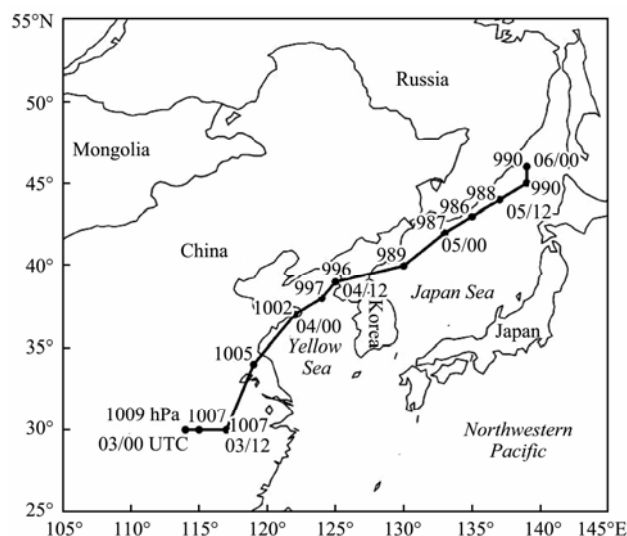 55°N
50°
45°
40°
35°
30°
25°
Russia
Mongolia
China
Korea
Japan
Japan Sea
Yellow
Sea
Northwestern
Pacific
1009 hPa
03/00 UTC
1007
1007
03/12
1005
1002
04/00
997
996
04/12
989
987
05/00
986
988
05/12
990
990
06/00
105°
110°
115°
120°
125°
130°
135°
140°
145°E